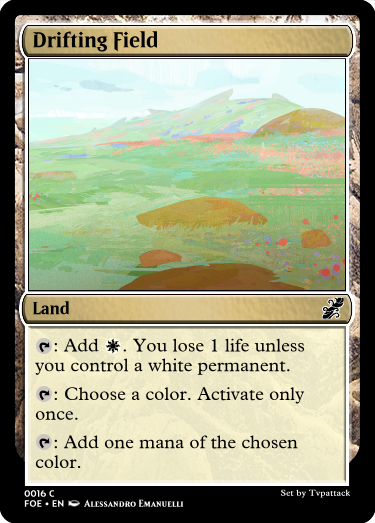 Drifting Field
Land
: Add . You lose 1 life unless
you control a white permanent.
: Choose a color. Activate only
once.
: Add one mana of the chosen
color.
0016 C
Set by Tvpattack
FOE • EN Alessandro Emanuelli